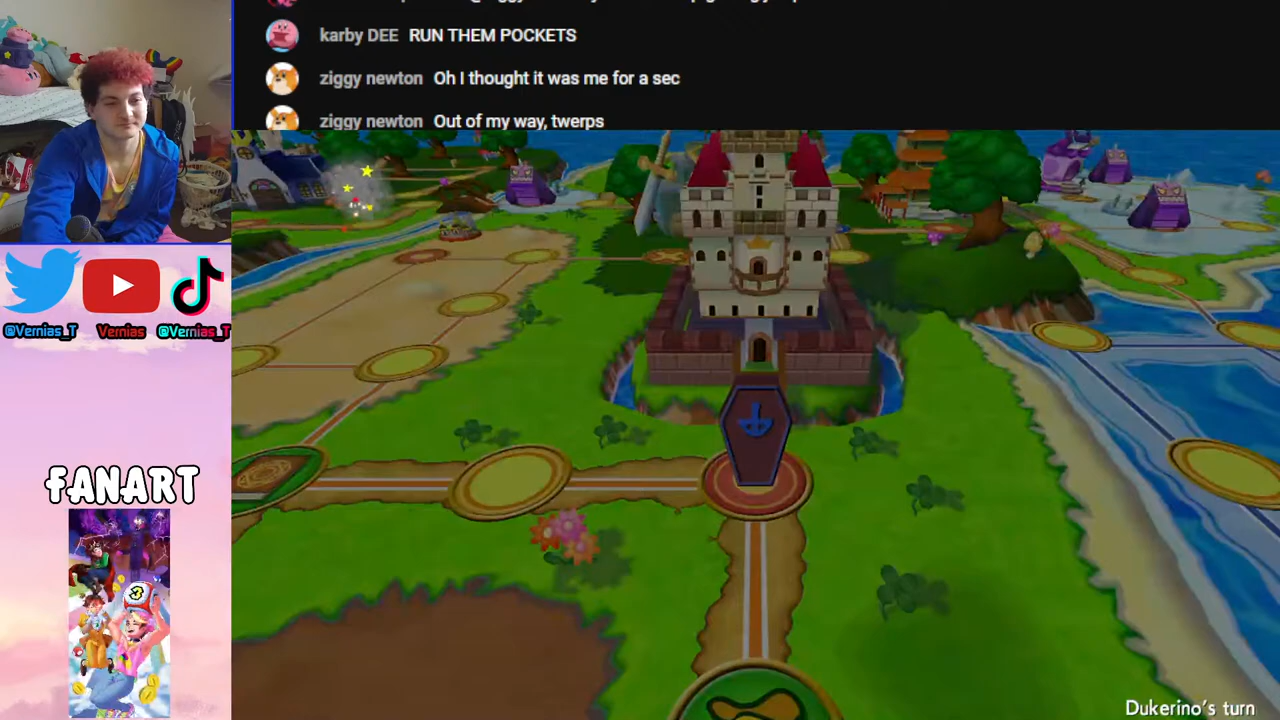 karby DEE RUN THEM POCKETS
ziggy newton Oh I thought it was me for a sec
ziggy newton Out of my way, twerps
@Vernias_T Vernias @Vernias_T
FANART
3
Dukerino's turn